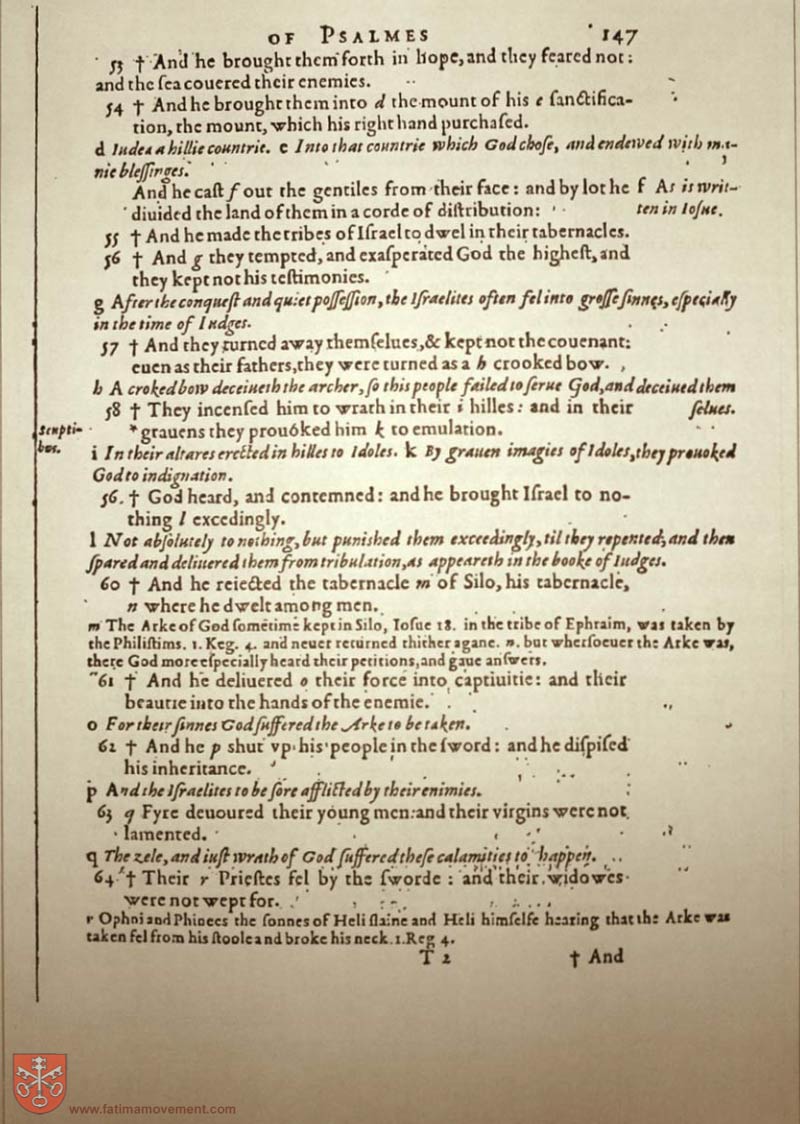 OF PSALMES 147
53 † And he brought them forth in hope, and they feared not:
and the ſea couered their enemies.
54 † And he brought them into d the mount of his e ſanctifica-
tion, the mount, which his right hand purchaſed.
d Iudea a hillie countrie. e Into that countrie which God choſe, and endewed with ma-
nie bleſſinges.
And he caſt f out the gentiles from their face: and by lot he f As is writ-
diuided the land of them in a corde of diſtribution: ten in Ioſue.
55 † And he made the tribes of Iſrael to dwel in their tabernacles.
56 † And g they tempted, and exaſperated God the higheſt, and
they kept not his teſtimonies.
g After the conqueſt and quiet poſſeſſion, the Iſraelites often fel into groſſe ſinnes, eſpecially
in the time of Iudges.
57 † And they turned away themſelues, & kept not the couenant:
euen as their fathers, they were turned as a h crooked bow.
h A croked bow deceiueth the archer, ſo this people failed to ſerue God, and deceiued them
58 † They incenſed him to wrath in their i hilles: and in their ſelues.
Sculpti-
bus.
*grauens they prouóked him k to emulation.
i In their altares erected in hilles to Idoles. k By grauen imagies of Idoles, they prouoked
God to indignation.
56. † God heard, and contemned: and he brought Iſrael to no-
thing l excedingly.
l Not abſolutely to nothing, but punished them exceedingly, til they repented; and then
ſpared and deliuered them from tribulation, as appeareth in the booke of Iudges.
60 † And he reiected the tabernacle m of Silo, his tabernacle,
n where he dwelt among men.
m The Arke of God ſometime kept in Silo, Ioſue 18. in the tribe of Ephraim, was taken by
the Philiſtims. 1. Reg. 4. and neuer returned thither agane. n. but wherſoeuer the Arke was,
there God more eſpecially heard their petitions, and gaue anſwers.
61 † And he deliuered o their force into captiuitie: and their
beautie into the hands of the enemie.
o For their ſinnes God ſuffered the Arke to be taken.
62 † And he p shut vp his people in the ſword: and he diſpiſed
his inheritance.
p And the Iſraelites to be ſore afflicted by their enimies.
63 q Fyre deuoured their young men: and their virgins were not
lamented.
q The zele, and iuſt wrath of God ſuffered theſe calamities to happen.
64 † Their r Prieſtes fel by the ſworde: and their widowes
were not wept for.
r Ophni and Phinees the ſonnes of Heli ſlaine and Heli himſelfe hearing that the Arke was
taken fel from his ſtoole and broke his neck. 1. Reg 4.
T 2 † And
www.fatimamovement.com